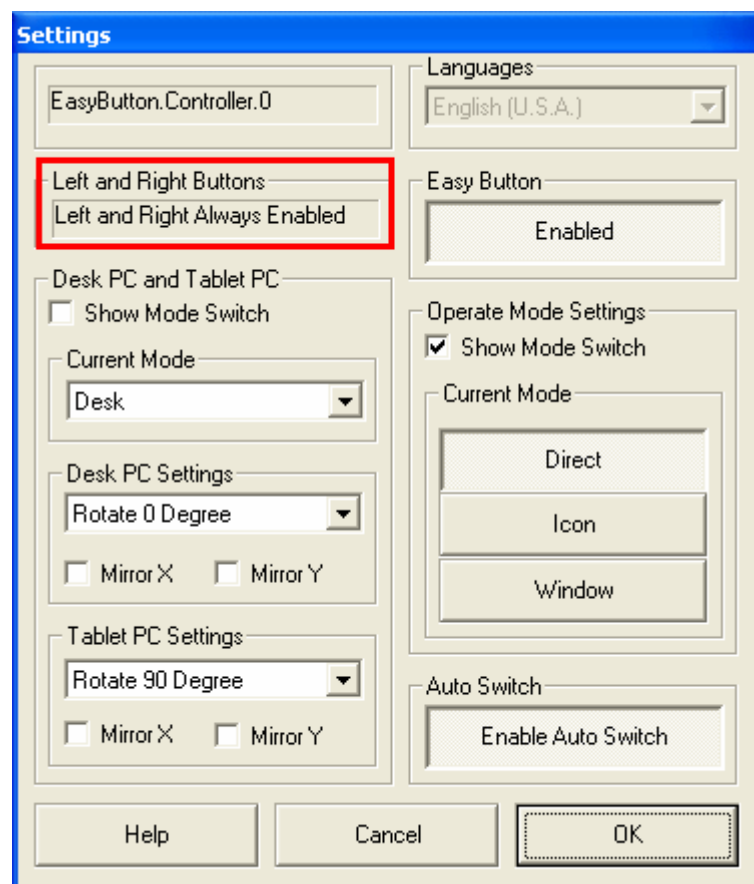 Settings
EasyButton.Controller.0
Left and Right Buttons
Left and Right Always Enabled
Desk PC and Tablet PC
Show Mode Switch
Current Mode
Desk
Desk PC Settings
Rotate 0 Degree
Mirror X Mirror Y
Tablet PC Settings
Rotate 90 Degree
Mirror X Mirror Y
Languages
English (U.S.A.)
Easy Button
Enabled
Operate Mode Settings
Show Mode Switch
Current Mode
Direct
Icon
Window
Auto Switch
Enable Auto Switch
Help Cancel OK